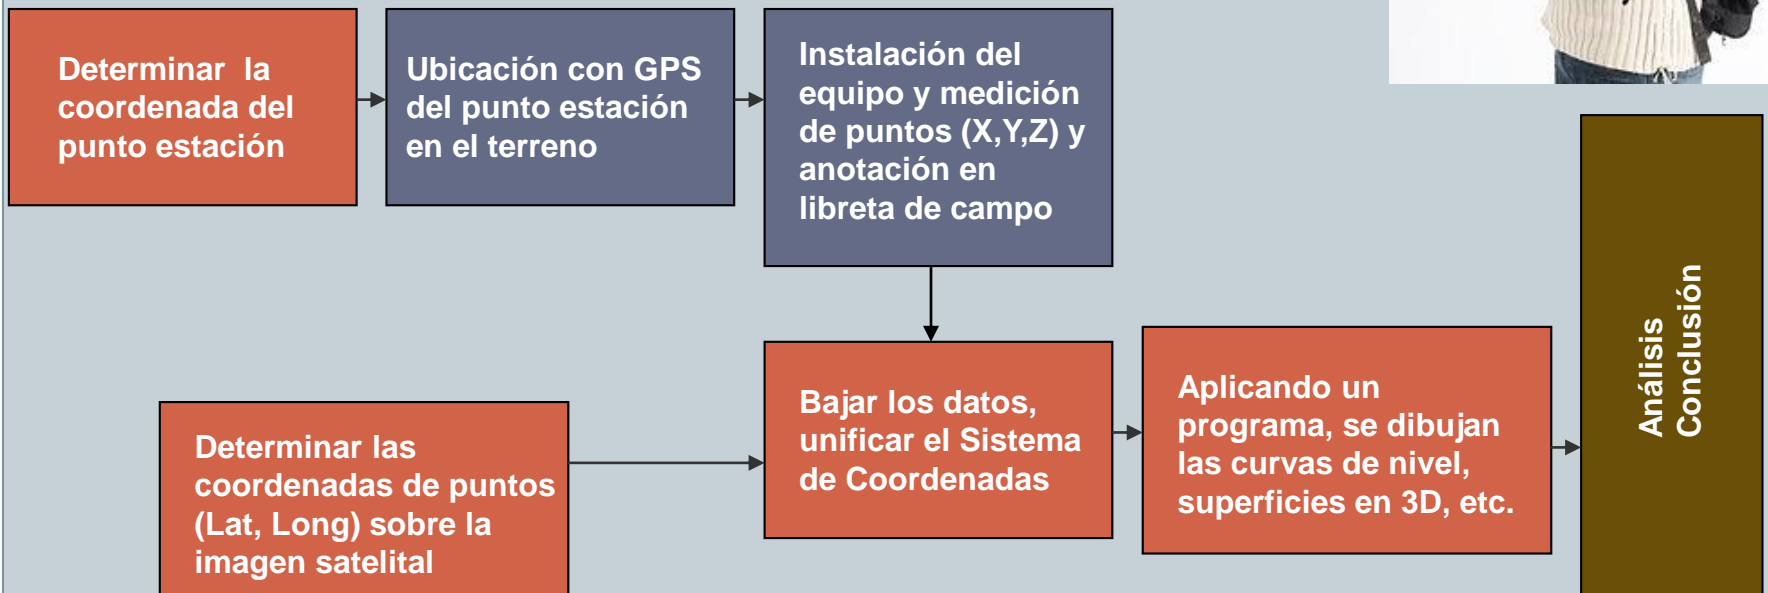 Determinar la
coordenada del
punto estación
Ubicación con GPS
del punto estación
en el terreno
Instalación del
equipo y medición
de puntos (X,Y,Z) y
anotación en
libreta de campo
Determinar las
coordenadas de puntos
(Lat, Long) sobre la
imagen satelital
Bajar los datos,
unificar el Sistema
de Coordenadas
Aplicando un
programa, se dibujan
las curvas de nivel,
superficies en 3D, etc.
Análisis
Conclusión